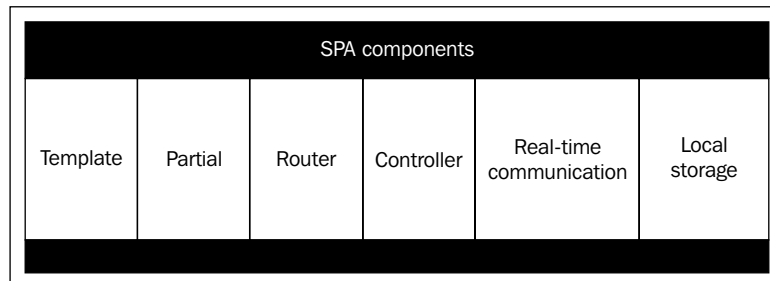 SPA components
Template
Partial
Router
Controller
Real-time
communication
Local
storage